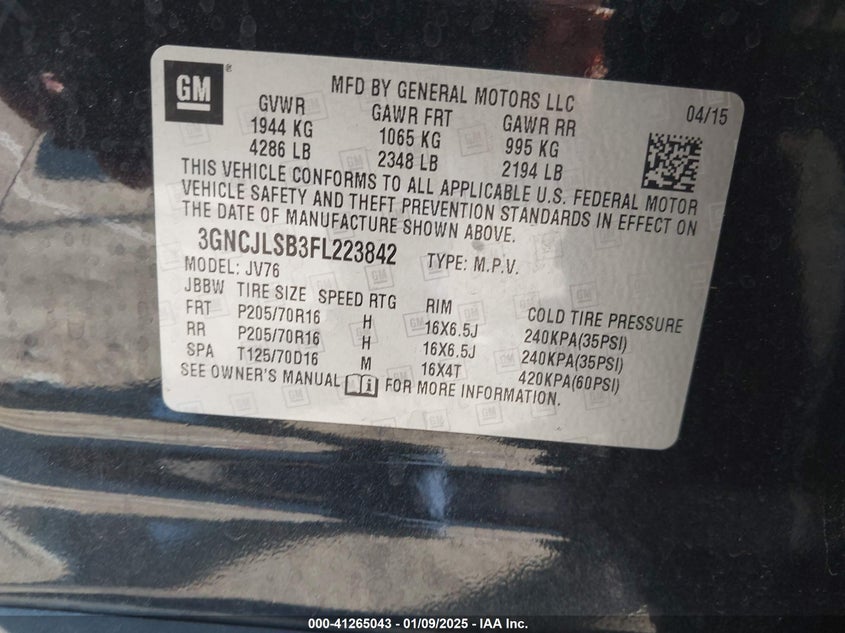 GM®
MFD BY GENERAL MOTORS LLC
04/15
GVWR GAWR FRT GAWR RR
1944 KG 1065 KG 995 KG
4286 LB 2348 LB 2194 LB
THIS VEHICLE CONFORMS TO ALL APPLICABLE U.S. FEDERAL MOTOR
VEHICLE SAFETY AND THEFT PREVENTION STANDARDS IN EFFECT ON
THE DATE OF MANUFACTURE SHOWN ABOVE.
3GNCJLSB3FL223842 TYPE: M.P.V.
MODEL: JV76
JBBW TIRE SIZE SPEED RTG RIM COLD TIRE PRESSURE
FRT P205/70R16 H 16X6.5J 240KPA(35PSI)
RR P205/70R16 H 16X6.5J 240KPA(35PSI)
SPA T125/70D16 M 16X4T 420KPA(60PSI)
SEE OWNER'S MANUAL FOR MORE INFORMATION.
000-41265043 - 01/09/2025 - IAA Inc.